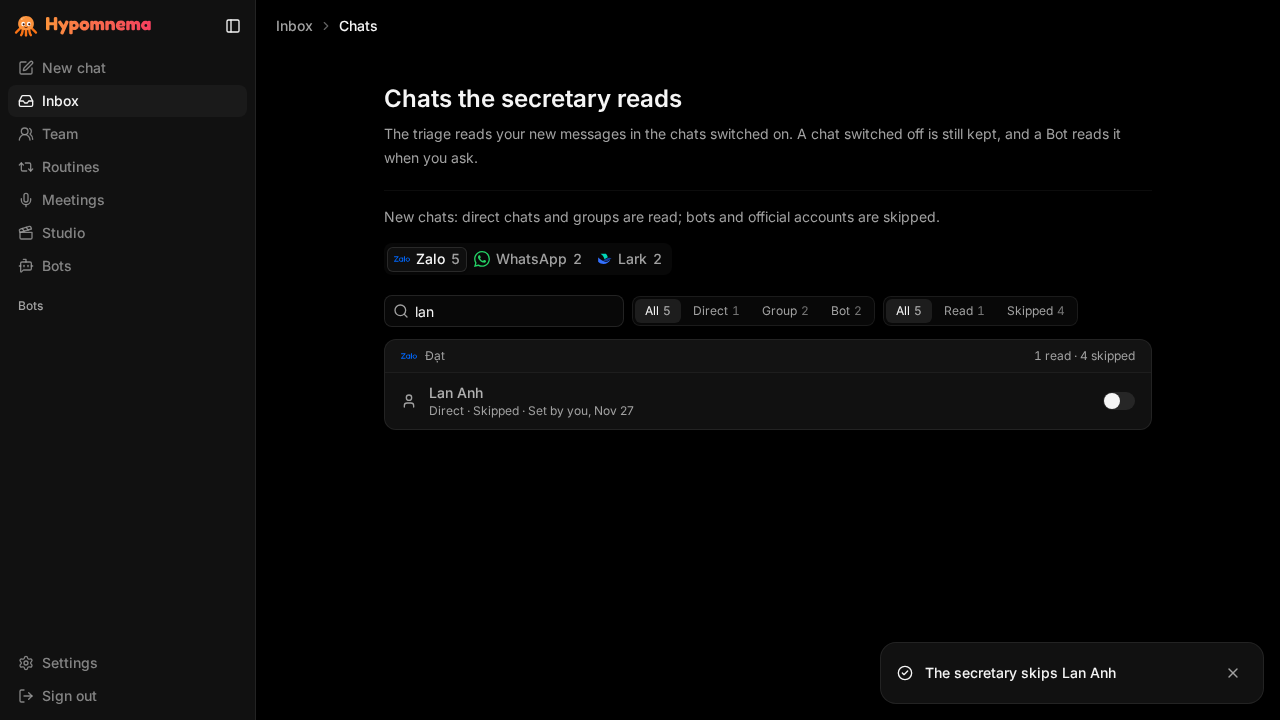 Hypomnema
New chat
Inbox
Team
Routines
Meetings
Studio
Bots
Bots
Settings
Sign out
Inbox > Chats
Chats the secretary reads
The triage reads your new messages in the chats switched on. A chat switched off is still kept, and a Bot reads it
when you ask.
New chats: direct chats and groups are read; bots and official accounts are skipped.
Zalo Zalo 5 WhatsApp 2 Lark 2
lan All 5 Direct 1 Group 2 Bot 2 All 5 Read 1 Skipped 4
Zalo Đạt 1 read · 4 skipped
Lan Anh
Direct · Skipped · Set by you, Nov 27
The secretary skips Lan Anh